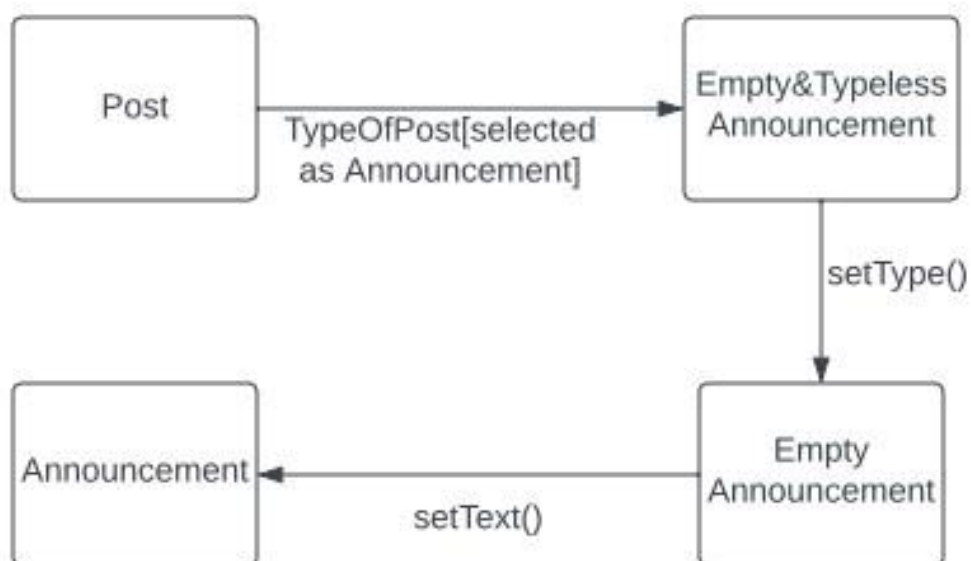 Post
TypeOfPost[selected
as Announcement]
Empty&Typeless
Announcement
setType()
Empty
Announcement
setText()
Announcement